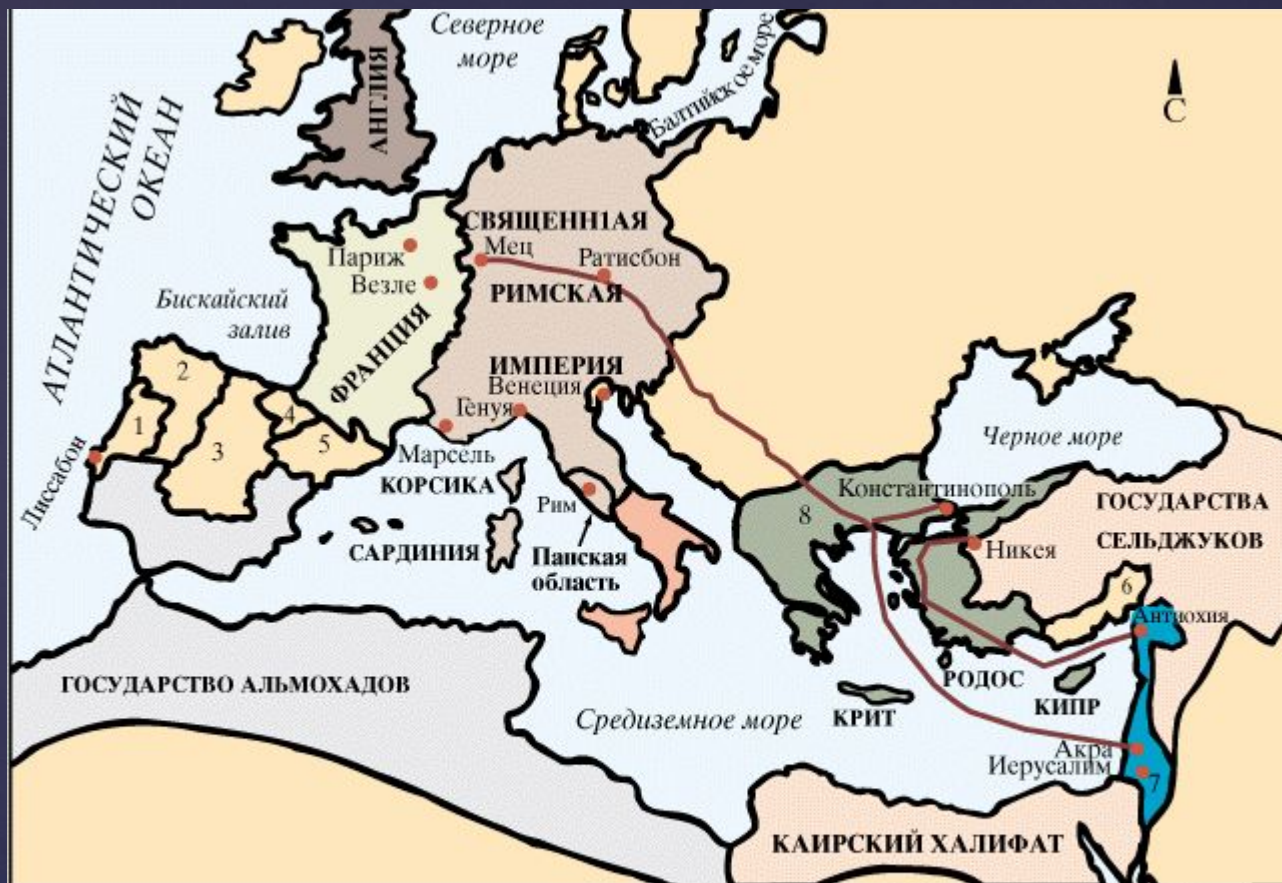 Северное
море
АТЛАНТИЧЕСКИЙ
ОКЕАН
АНГЛИЯ
Балтийское море
С
СВЯЩЕНН1АЯ
Париж
Мец
Ратисбон
Везле
РИМСКАЯ
Бискайский
залив
ФРАНЦИЯ
ИМПЕРИЯ
Венеция
Генуя
Марсель
2
1
4
3
5
Лиссабон
Черное море
КОРСИКА
Рим
Константинополь
8
ГОСУДАРСТВА
СЕЛЬДЖУКОВ
САРДИНИЯ
Папская
область
Никея
6
Антиохия
ГОСУДАРСТВО АЛЬМОХАДОВ
РОДОС
КИПР
КРИТ
Средиземное море
Акра
Иерусалим
7
КАИРСКИЙ ХАЛИФАТ